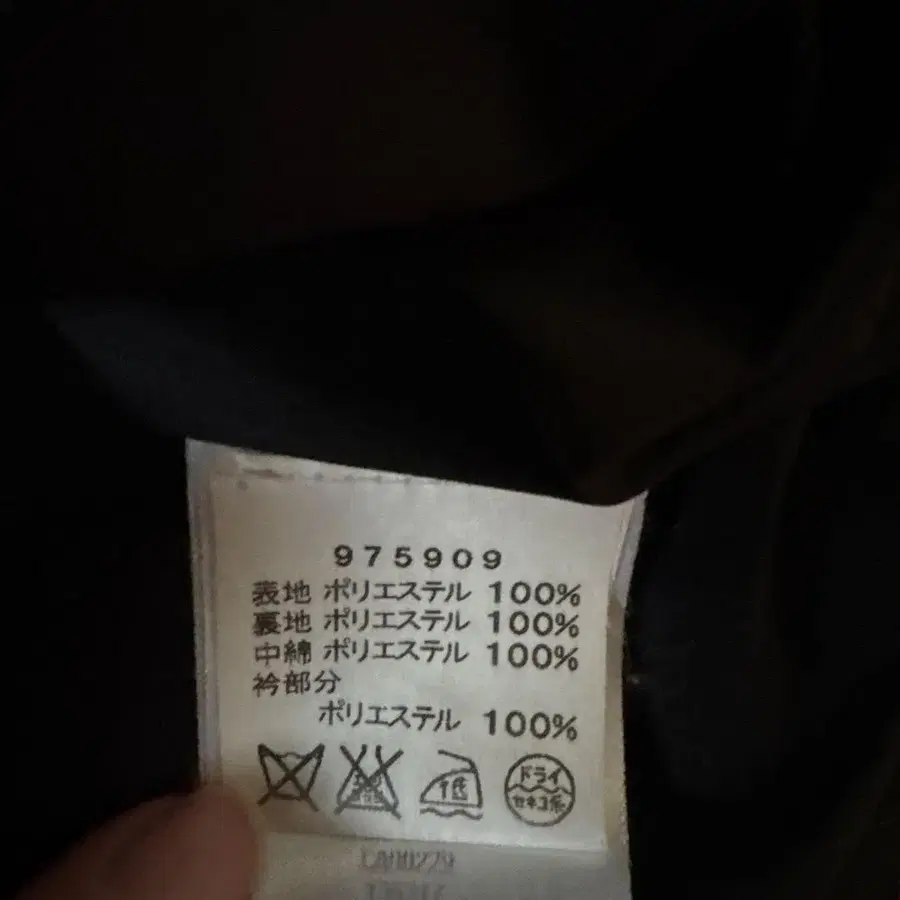 975909
表地 ポリエステル 100%
裏地 ポリエステル 100%
中綿 ポリエステル 100%
衿部分
ポリエステル 100%
低
ドライ
セキユ系